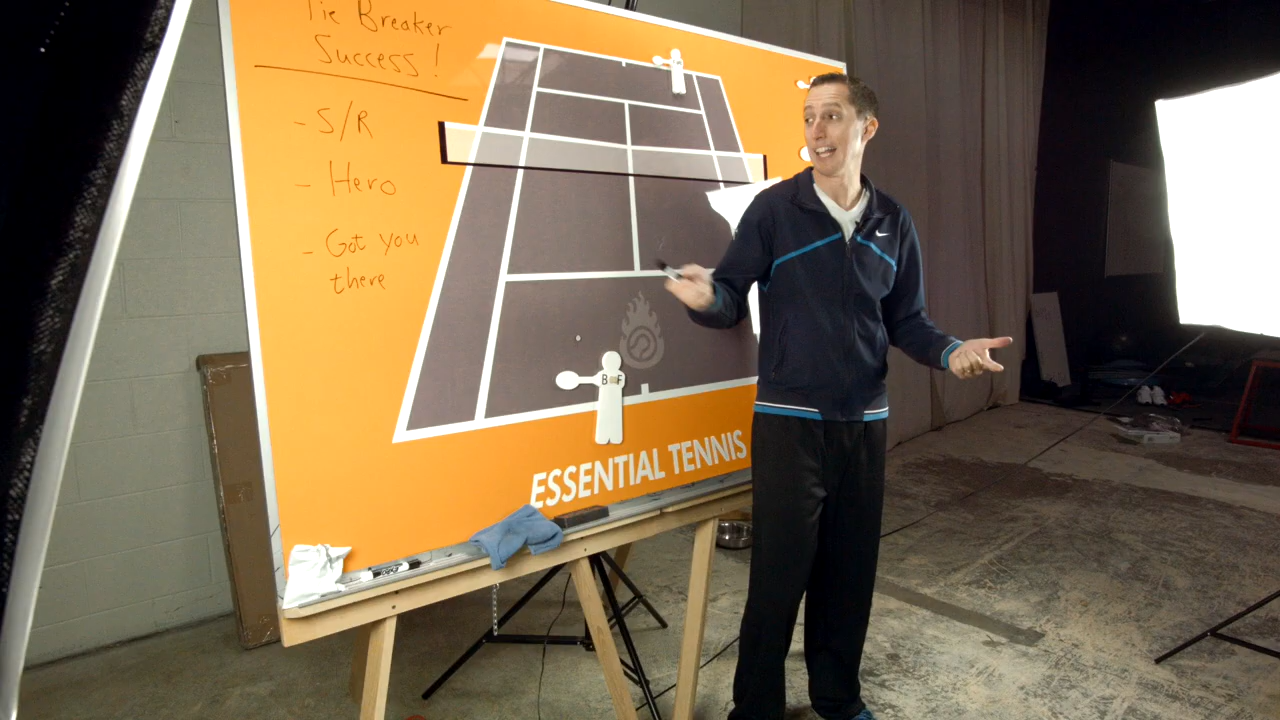 Tie Breaker
Success!
- S/R
- Hero
- Got you
there
B F
ESSENTIAL TENNIS